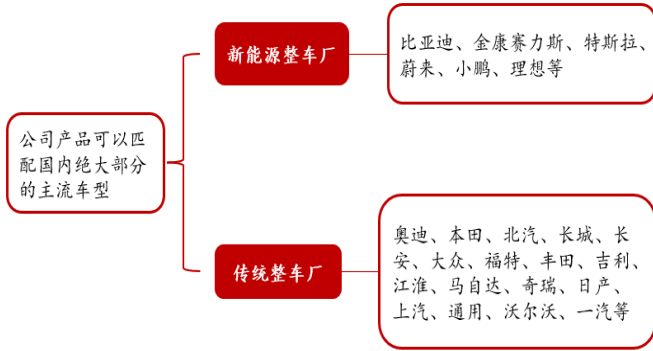 公司产品可以匹
配国内绝大部分
的主流车型
新能源整车厂
比亚迪、金康赛力斯、特斯拉、
蔚来、小鹏、理想等
传统整车厂
奥迪、本田、北汽、长城、长
安、大众、福特、丰田、吉利、
江淮、马自达、奇瑞、日产、
上汽、通用、沃尔沃、一汽等